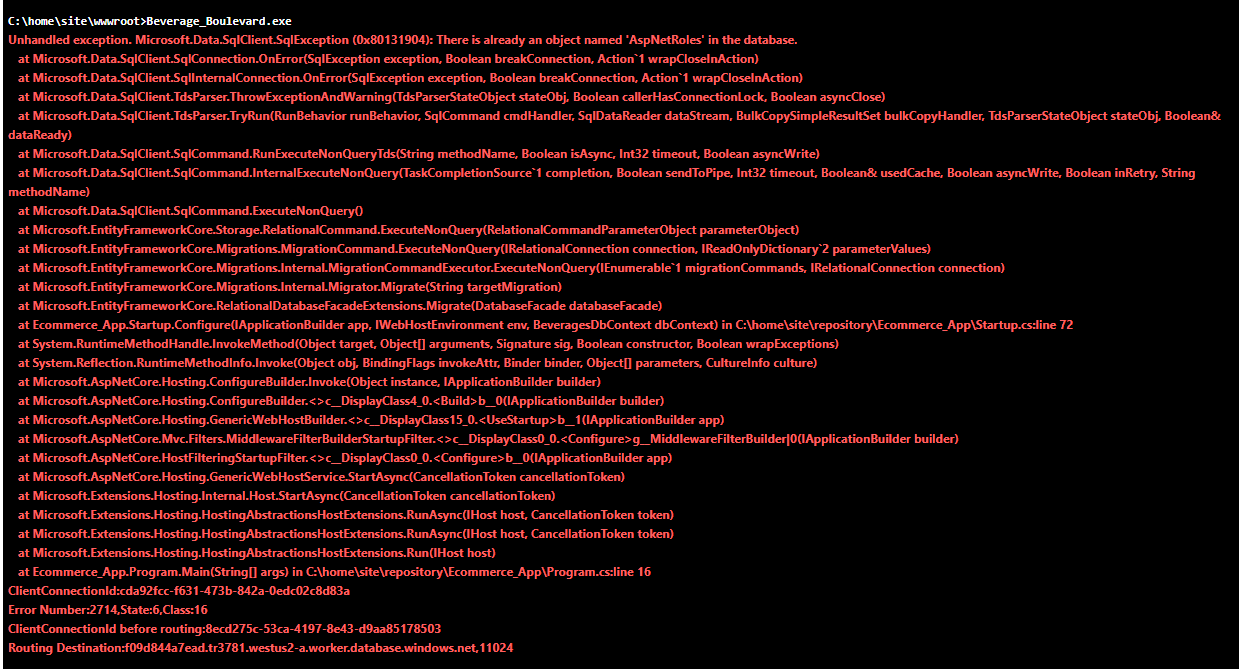 C:\home\site\wwwroot>Beverage_Boulevard.exe
Unhandled exception. Microsoft.Data.SqlClient.SqlException (0x80131904): There is already an object named 'AspNetRoles' in the database.
at Microsoft.Data.SqlClient.SqlConnection.OnError(SqlException exception, Boolean breakConnection, Action`1 wrapCloseInAction)
at Microsoft.Data.SqlClient.SqlInternalConnection.OnError(SqlException exception, Boolean breakConnection, Action`1 wrapCloseInAction)
at Microsoft.Data.SqlClient.TdsParser.ThrowExceptionAndWarning(TdsParserStateObject stateObj, Boolean callerHasConnectionLock, Boolean asyncClose)
at Microsoft.Data.SqlClient.TdsParser.TryRun(RunBehavior runBehavior, SqlCommand cmdHandler, SqlDataReader dataStream, BulkCopySimpleResultSet bulkCopyHandler, TdsParserStateObject stateObj, Boolean&
dataReady)
at Microsoft.Data.SqlClient.SqlCommand.RunExecuteNonQueryTds(String methodName, Boolean isAsync, Int32 timeout, Boolean asyncWrite)
at Microsoft.Data.SqlClient.SqlCommand.InternalExecuteNonQuery(TaskCompletionSource`1 completion, Boolean sendToPipe, Int32 timeout, Boolean& usedCache, Boolean asyncWrite, Boolean inRetry, String
methodName)
at Microsoft.Data.SqlClient.SqlCommand.ExecuteNonQuery()
at Microsoft.EntityFrameworkCore.Storage.RelationalCommand.ExecuteNonQuery(RelationalCommandParameterObject parameterObject)
at Microsoft.EntityFrameworkCore.Migrations.MigrationCommand.ExecuteNonQuery(IRelationalConnection connection, IReadOnlyDictionary`2 parameterValues)
at Microsoft.EntityFrameworkCore.Migrations.Internal.MigrationCommandExecutor.ExecuteNonQuery(IEnumerable`1 migrationCommands, IRelationalConnection connection)
at Microsoft.EntityFrameworkCore.Migrations.Internal.Migrator.Migrate(String targetMigration)
at Microsoft.EntityFrameworkCore.RelationalDatabaseFacadeExtensions.Migrate(DatabaseFacade databaseFacade)
at Ecommerce_App.Startup.Configure(IApplicationBuilder app, IWebHostEnvironment env, BeveragesDbContext dbContext) in C:\home\site\repository\Ecommerce_App\Startup.cs:line 72
at System.RuntimeMethodHandle.InvokeMethod(Object target, Object[] arguments, Signature sig, Boolean constructor, Boolean wrapExceptions)
at System.Reflection.RuntimeMethodInfo.Invoke(Object obj, BindingFlags invokeAttr, Binder binder, Object[] parameters, CultureInfo culture)
at Microsoft.AspNetCore.Hosting.ConfigureBuilder.Invoke(Object instance, IApplicationBuilder builder)
at Microsoft.AspNetCore.Hosting.ConfigureBuilder.<>c__DisplayClass4_0.<Build>b__0(IApplicationBuilder builder)
at Microsoft.AspNetCore.Hosting.GenericWebHostBuilder.<>c__DisplayClass15_0.<UseStartup>b__1(IApplicationBuilder app)
at Microsoft.AspNetCore.Mvc.Filters.MiddlewareFilterBuilderStartupFilter.<>c__DisplayClass0_0.<Configure>g__MiddlewareFilterBuilder|0(IApplicationBuilder builder)
at Microsoft.AspNetCore.HostFilteringStartupFilter.<>c__DisplayClass0_0.<Configure>b__0(IApplicationBuilder app)
at Microsoft.AspNetCore.Hosting.GenericWebHostService.StartAsync(CancellationToken cancellationToken)
at Microsoft.Extensions.Hosting.Internal.Host.StartAsync(CancellationToken cancellationToken)
at Microsoft.Extensions.Hosting.HostingAbstractionsHostExtensions.RunAsync(IHost host, CancellationToken token)
at Microsoft.Extensions.Hosting.HostingAbstractionsHostExtensions.RunAsync(IHost host, CancellationToken token)
at Microsoft.Extensions.Hosting.HostingAbstractionsHostExtensions.Run(IHost host)
at Ecommerce_App.Program.Main(String[] args) in C:\home\site\repository\Ecommerce_App\Program.cs:line 16
ClientConnectionId:cda92fcc-f631-473b-842a-0edc02c8d83a
Error Number:2714,State:6,Class:16
ClientConnectionId before routing:8ecd275c-53ca-4197-8e43-d9aa85178503
Routing Destination:f09d844a7ead.tr3781.westus2-a.worker.database.windows.net,11024